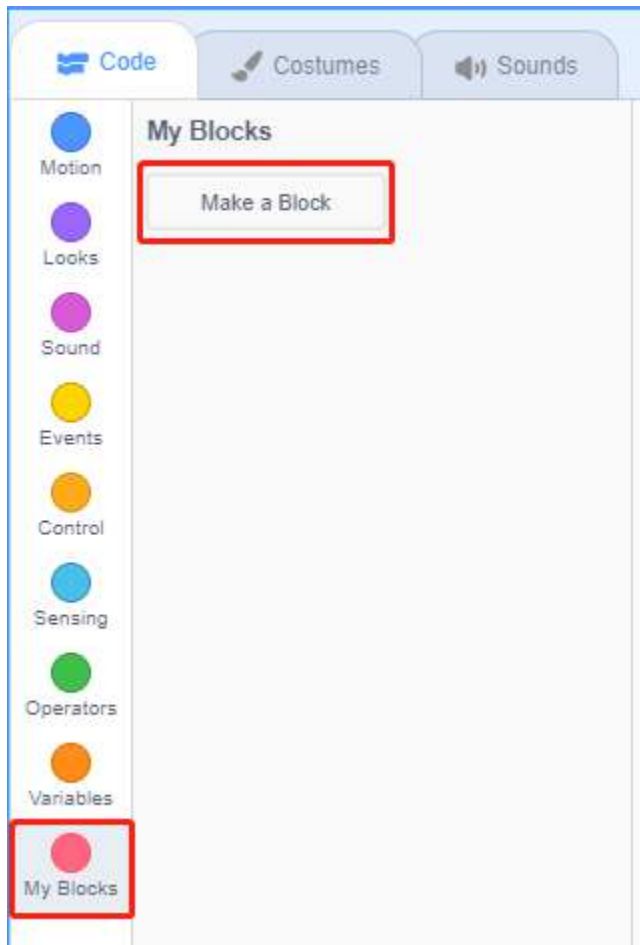 Code Costumes Sounds
My Blocks
Make a Block
Motion
Looks
Sound
Events
Control
Sensing
Operators
Variables
My Blocks